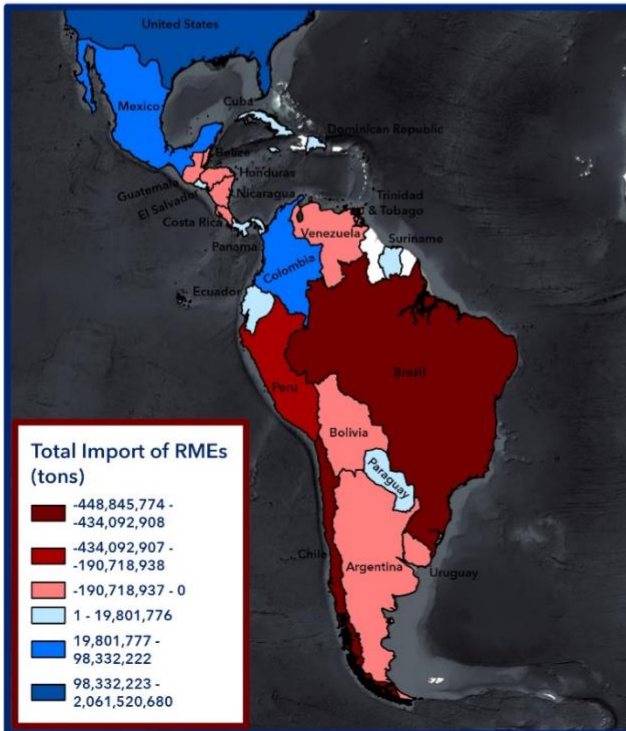 United States
Mexico
Cuba
Dominican Republic
Belize
Honduras
Guatemala
Nicaragua
El Salvador
Costa Rica
Trinidad
& Tobago
Panama
Venezuela
Suriname
Colombia
Ecuador
Brazil
Peru
Bolivia
Paraguay
Chile
Argentina
Uruguay
Total Import of RMEs
(tons)
-448,845,774 -
-434,092,908
-434,092,907 -
-190,718,938
-190,718,937 - 0
1 - 19,801,776
19,801,777 -
98,332,222
98,332,223 -
2,061,520,680